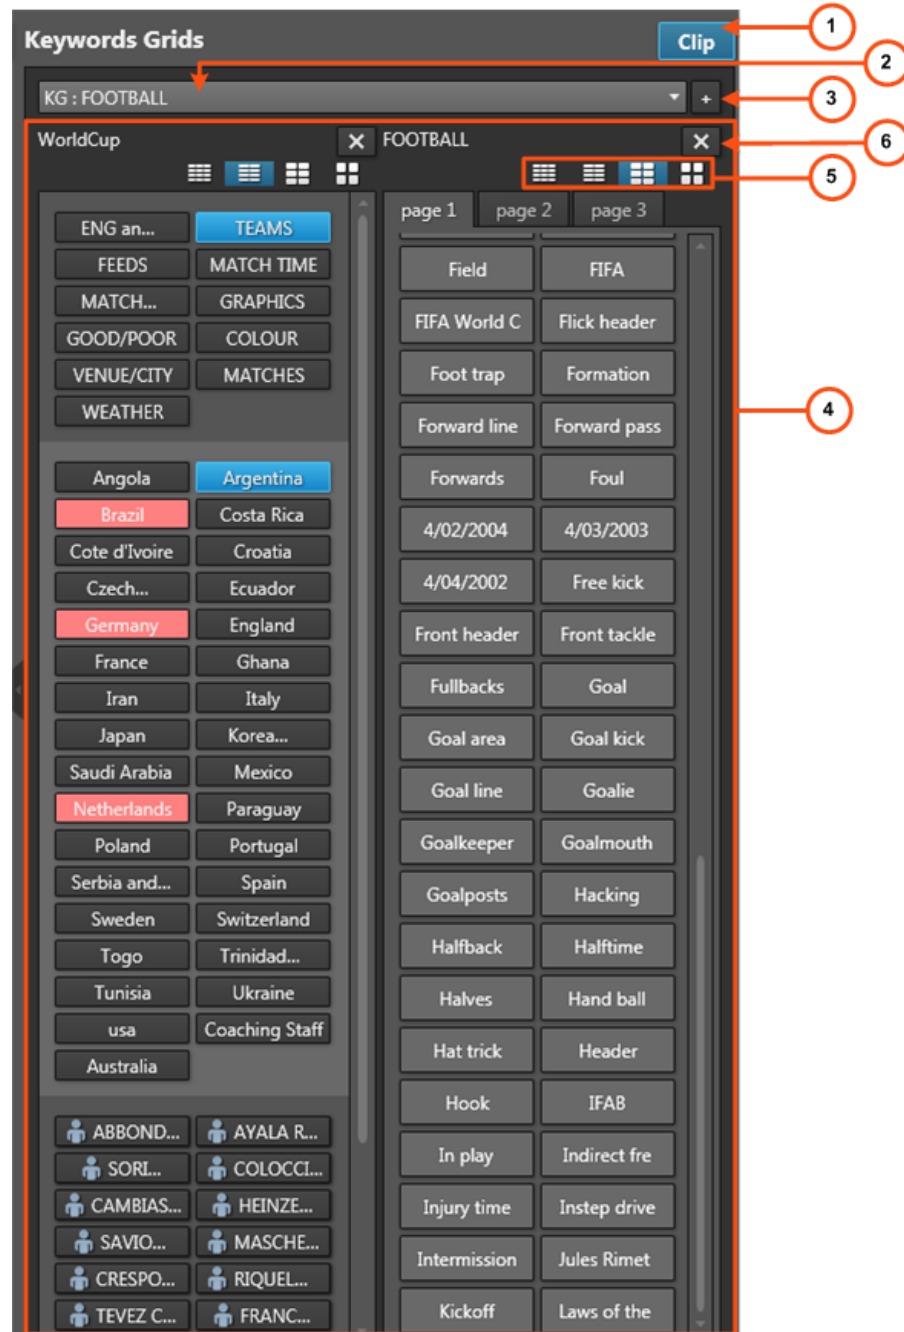 Keywords Grids
Clip
1
2
KG : FOOTBALL
+
3
WorldCup
FOOTBALL
6
5
page 1 page 2 page 3
ENG an... TEAMS
FEEDS MATCH TIME
MATCH... GRAPHICS
GOOD/POOR COLOUR
VENUE/CITY MATCHES
WEATHER
Angola Argentina
Brazil Costa Rica
Cote d'Ivoire Croatia
Czech... Ecuador
Germany England
France Ghana
Iran Italy
Japan Korea...
Saudi Arabia Mexico
Netherlands Paraguay
Poland Portugal
Serbia and... Spain
Sweden Switzerland
Togo Trinidad...
Tunisia Ukraine
usa Coaching Staff
Australia
ABBOND... AYALA R...
SORI... COLOCCI...
CAMBIAS... HEINZE...
SAVIO... MASCHE...
CRESPO... RIQUEL...
TEVEZ C... FRANC...
Field FIFA
FIFA World C Flick header
Foot trap Formation
Forward line Forward pass
Forwards Foul
4/02/2004 4/03/2003
4/04/2002 Free kick
Front header Front tackle
Fullbacks Goal
Goal area Goal kick
Goal line Goalie
Goalkeeper Goalmouth
Goalposts Hacking
Halfback Halftime
Halves Hand ball
Hat trick Header
Hook IFAB
In play Indirect fre
Injury time Instep drive
Intermission Jules Rimet
Kickoff Laws of the
4